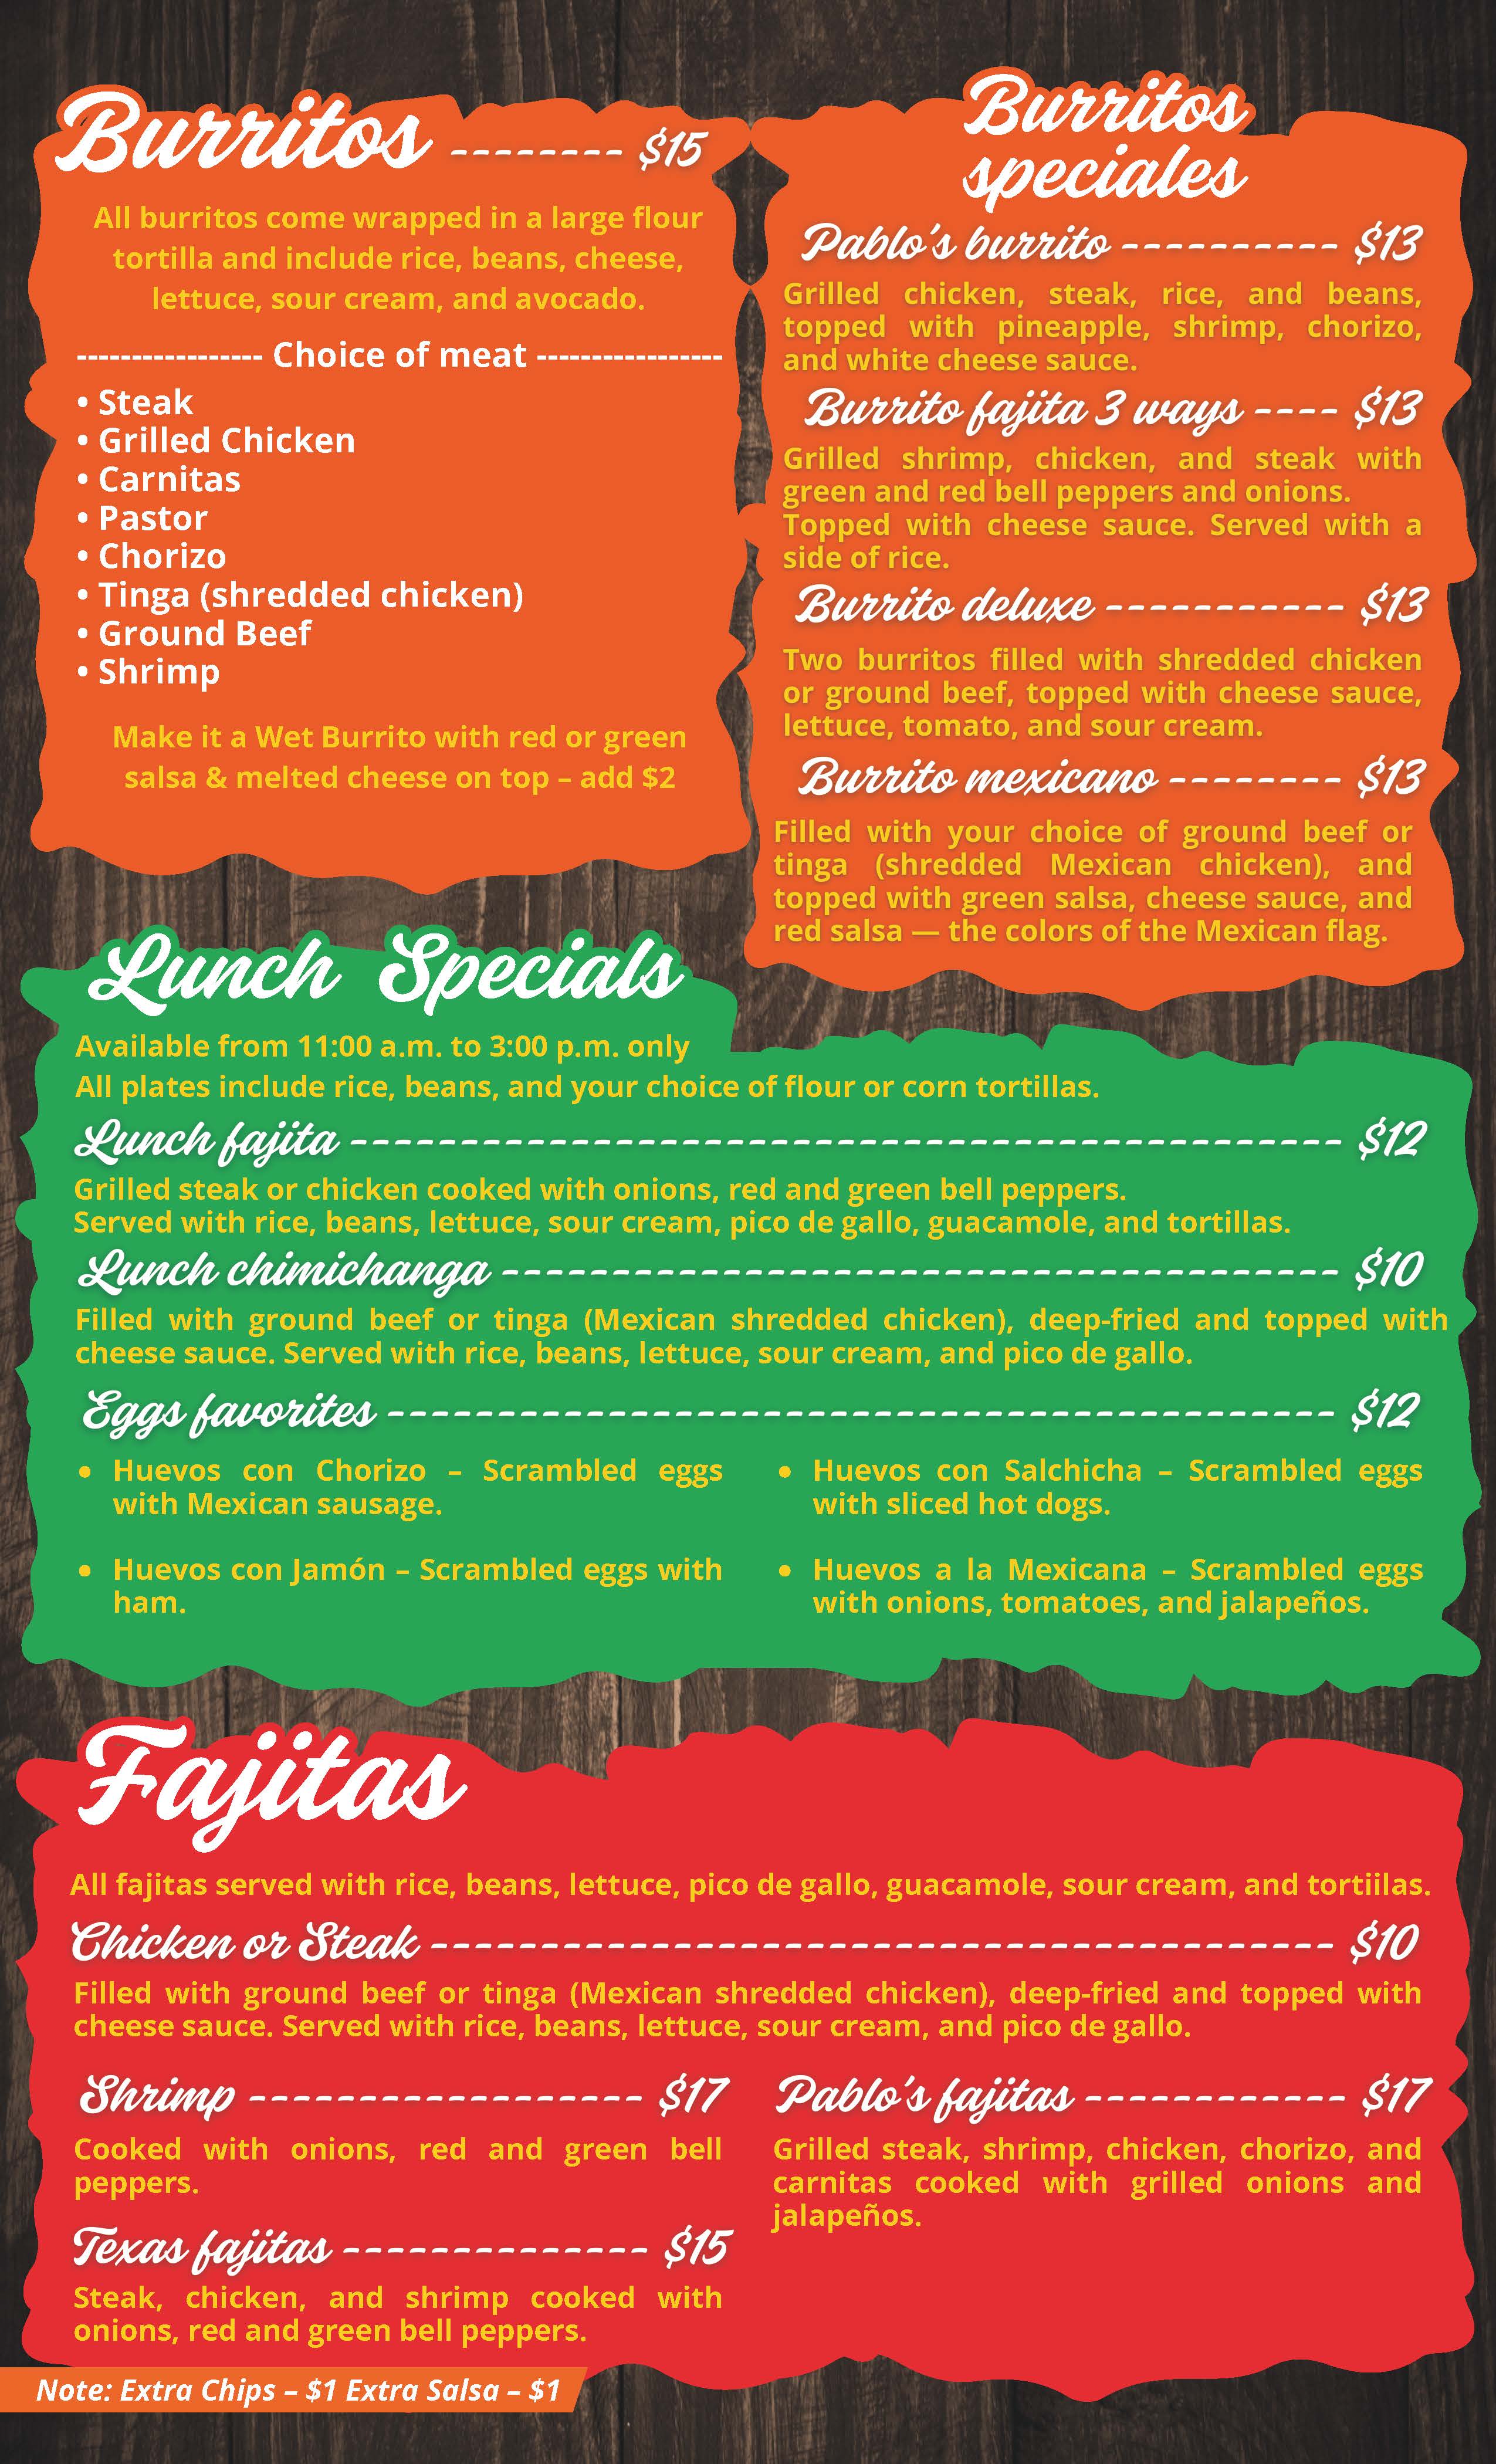 Burritos -------- $15
All burritos come wrapped in a large flour
tortilla and include rice, beans, cheese,
lettuce, sour cream, and avocado.
----------------- Choice of meat -----------------
• Steak
• Grilled Chicken
• Carnitas
• Pastor
• Chorizo
• Tinga (shredded chicken)
• Ground Beef
• Shrimp
Make it a Wet Burrito with red or green
salsa & melted cheese on top – add $2
Burritos
speciales
Pablo's burrito ---------- $13
Grilled chicken, steak, rice, and beans,
topped with pineapple, shrimp, chorizo,
and white cheese sauce.
Burrito fajita 3 ways ---- $13
Grilled shrimp, chicken, and steak with
green and red bell peppers and onions.
Topped with cheese sauce. Served with a
side of rice.
Burrito deluxe ----------- $13
Two burritos filled with shredded chicken
or ground beef, topped with cheese sauce,
lettuce, tomato, and sour cream.
Burrito mexicano -------- $13
Filled with your choice of ground beef or
tinga (shredded Mexican chicken), and
topped with green salsa, cheese sauce, and
red salsa — the colors of the Mexican flag.
Lunch Specials
Available from 11:00 a.m. to 3:00 p.m. only
All plates include rice, beans, and your choice of flour or corn tortillas.
Lunch fajita ---------------------------------------------- $12
Grilled steak or chicken cooked with onions, red and green bell peppers.
Served with rice, beans, lettuce, sour cream, pico de gallo, guacamole, and tortillas.
Lunch chimichanga --------------------------------------- $10
Filled with ground beef or tinga (Mexican shredded chicken), deep-fried and topped with
cheese sauce. Served with rice, beans, lettuce, sour cream, and pico de gallo.
Eggs favorites -------------------------------------------- $12
• Huevos con Chorizo – Scrambled eggs
with Mexican sausage.
• Huevos con Jamón – Scrambled eggs with
ham.
• Huevos con Salchicha – Scrambled eggs
with sliced hot dogs.
• Huevos a la Mexicana – Scrambled eggs
with onions, tomatoes, and jalapeños.
Fajitas
All fajitas served with rice, beans, lettuce, pico de gallo, guacamole, sour cream, and tortiilas.
Chicken or Steak ------------------------------------------ $10
Filled with ground beef or tinga (Mexican shredded chicken), deep-fried and topped with
cheese sauce. Served with rice, beans, lettuce, sour cream, and pico de gallo.
Shrimp ------------------ $17
Cooked with onions, red and green bell
peppers.
Texas fajitas -------------- $15
Steak, chicken, and shrimp cooked with
onions, red and green bell peppers.
Pablo's fajitas ------------ $17
Grilled steak, shrimp, chicken, chorizo, and
carnitas cooked with grilled onions and
jalapeños.
Note: Extra Chips – $1 Extra Salsa – $1